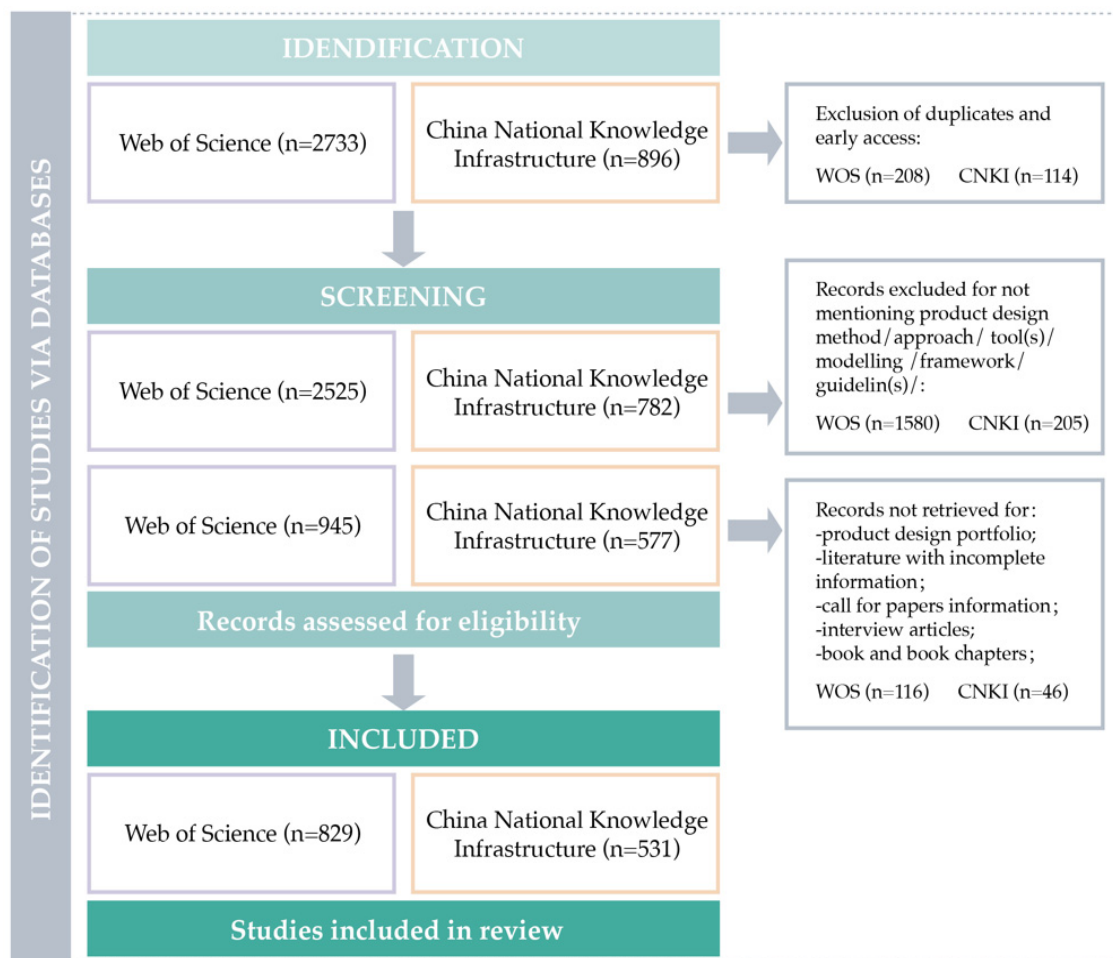 IDENTIFICATION OF STUDIES VIA DATABASES
IDENDIFICATION
Web of Science (n=2733)
China National Knowledge
Infrastructure (n=896)
Exclusion of duplicates and
early access:
WOS (n=208) CNKI (n=114)
SCREENING
Web of Science (n=2525)
China National Knowledge
Infrastructure (n=782)
Records excluded for not
mentioning product design
method/approach/ tool(s)/
modelling /framework/
guidelin(s)/:
WOS (n=1580) CNKI (n=205)
Web of Science (n=945)
China National Knowledge
Infrastructure (n=577)
Records not retrieved for:
-product design portfolio;
-literature with incomplete
information;
-call for papers information;
-interview articles;
-book and book chapters;
WOS (n=116) CNKI (n=46)
Records assessed for eligibility
INCLUDED
Web of Science (n=829)
China National Knowledge
Infrastructure (n=531)
Studies included in review